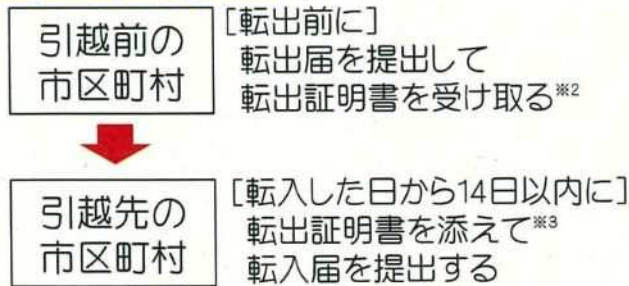 引越前の
市区町村
[転出前に]
転出届を提出して
転出証明書を受け取る※2
引越先の
市区町村
[転入した日から14日以内に]
転出証明書を添えて※3
転入届を提出する